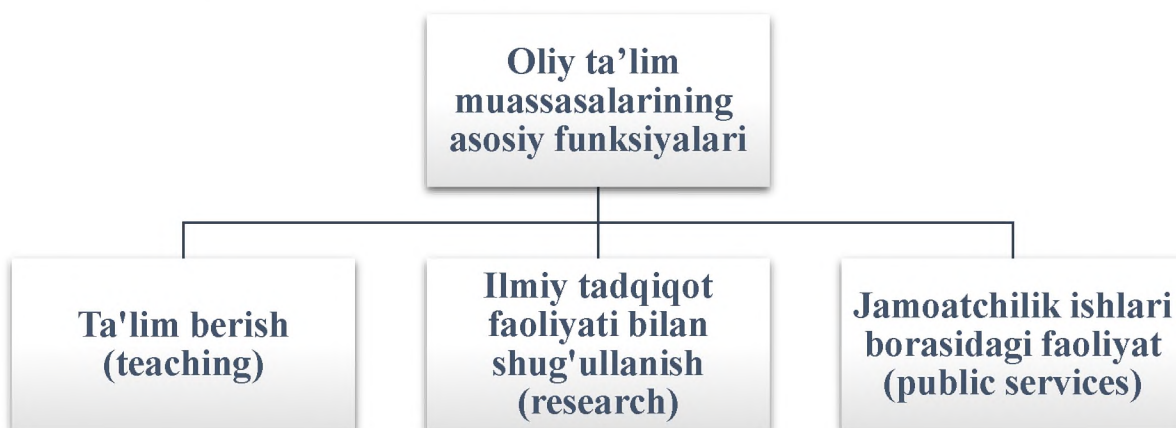 Oliy ta’lim
muassasalarining
asosiy funksiyalari
Ta'lim berish
(teaching)
Ilmiy tadqiqot
faoliyati bilan
shug'ullanish
(research)
Jamoatchilik ishlari
borasidagi faoliyat
(public services)